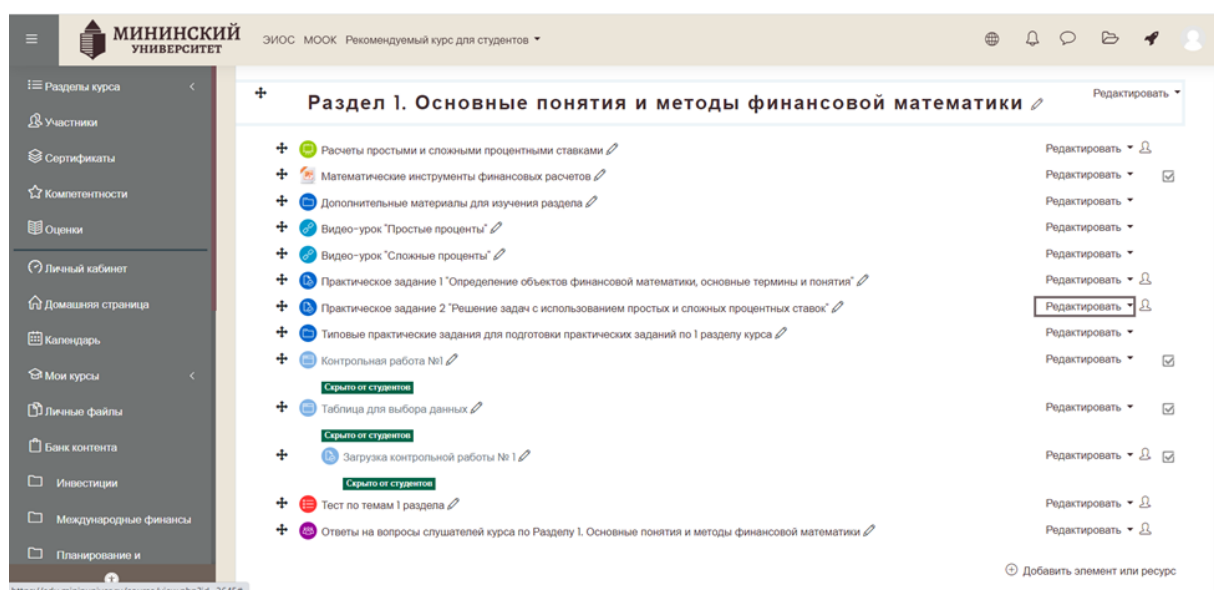 МИНИНСКИЙ
УНИВЕРСИТЕТ
ЭИОС МООК Рекомендуемый курс для студентов
Разделы курса
Участники
Сертификаты
Компетентности
Оценки
Личный кабинет
Домашняя страница
Календарь
Мои курсы
Личные файлы
Банк контента
Инвестиции
Международные финансы
Планирование и
Раздел 1. Основные понятия и методы финансовой математики Редактировать
Расчеты простыми и сложными процентными ставками Редактировать
Математические инструменты финансовых расчетов Редактировать
Дополнительные материалы для изучения раздела Редактировать
Видео-урок "Простые проценты" Редактировать
Видео-урок "Сложные проценты" Редактировать
Практическое задание 1 "Определение объектов финансовой математики, основные термины и понятия" Редактировать
Практическое задание 2 "Решение задач с использованием простых и сложных процентных ставок" Редактировать
Типовые практические задания для подготовки практических заданий по 1 разделу курса Редактировать
Контрольная работа №1 Редактировать
Скрыто от студентов
Таблица для выбора данных Редактировать
Скрыто от студентов
Загрузка контрольной работы № 1 Редактировать
Скрыто от студентов
Тест по темам 1 раздела Редактировать
Ответы на вопросы слушателей курса по Разделу 1. Основные понятия и методы финансовой математики Редактировать
Добавить элемент или ресурс